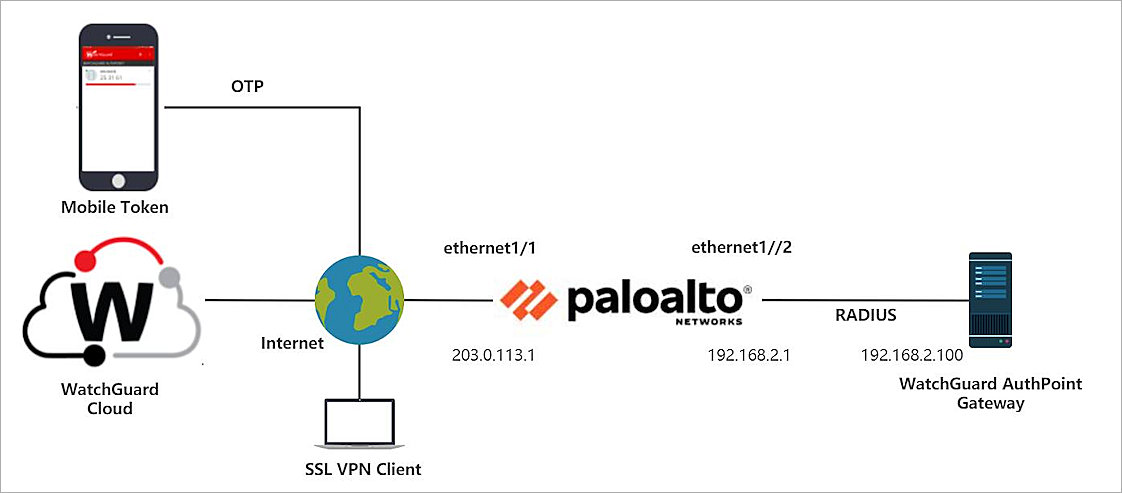 OTP
Mobile Token
W
WatchGuard
Cloud
Internet
SSL VPN Client
ethernet1/1
203.0.113.1
paloalto®
NETWORKS
ethernet1//2
192.168.2.1
RADIUS
192.168.2.100
WatchGuard AuthPoint
Gateway